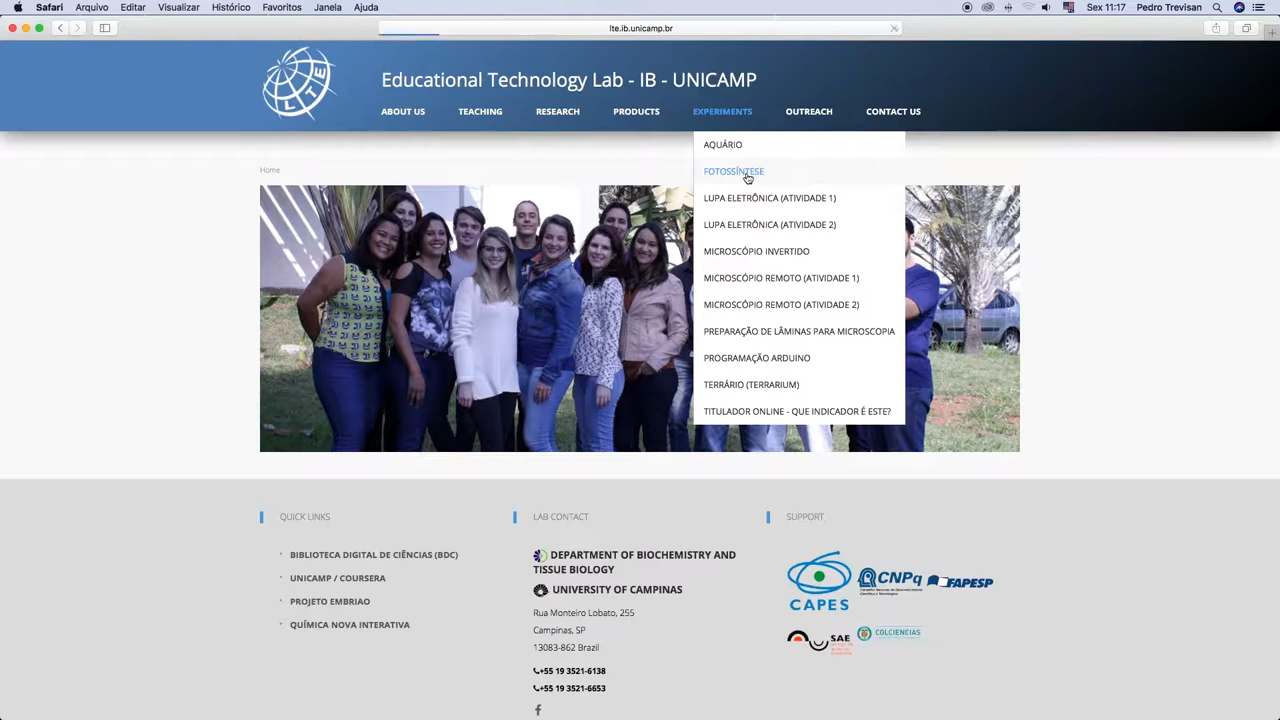 Safari Arquivo Editar Visualizar Histórico Favoritos Janela Ajuda Sex 11:17 Pedro Trevisan
lte.ib.unicamp.br
LTE
Educational Technology Lab - IB - UNICAMP
ABOUT US TEACHING RESEARCH PRODUCTS EXPERIMENTS OUTREACH CONTACT US
Home
AQUÁRIO
FOTOSSÍNTESE
LUPA ELETRÔNICA (ATIVIDADE 1)
LUPA ELETRÔNICA (ATIVIDADE 2)
MICROSCÓPIO INVERTIDO
MICROSCÓPIO REMOTO (ATIVIDADE 1)
MICROSCÓPIO REMOTO (ATIVIDADE 2)
PREPARAÇÃO DE LÂMINAS PARA MICROSCOPIA
PROGRAMAÇÃO ARDUINO
TERRÁRIO (TERRARIUM)
TITULADOR ONLINE - QUE INDICADOR É ESTE?
QUICK LINKS
BIBLIOTECA DIGITAL DE CIÊNCIAS (BDC)
UNICAMP / COURSERA
PROJETO EMBRIAO
QUÍMICA NOVA INTERATIVA
LAB CONTACT
DEPARTMENT OF BIOCHEMISTRY AND
TISSUE BIOLOGY
UNIVERSITY OF CAMPINAS
Rua Monteiro Lobato, 255
Campinas, SP
13083-862 Brazil
+55 19 3521-6138
+55 19 3521-6653
SUPPORT
CAPES
CNPq
FAPESP
SAE
COLCIENCIAS